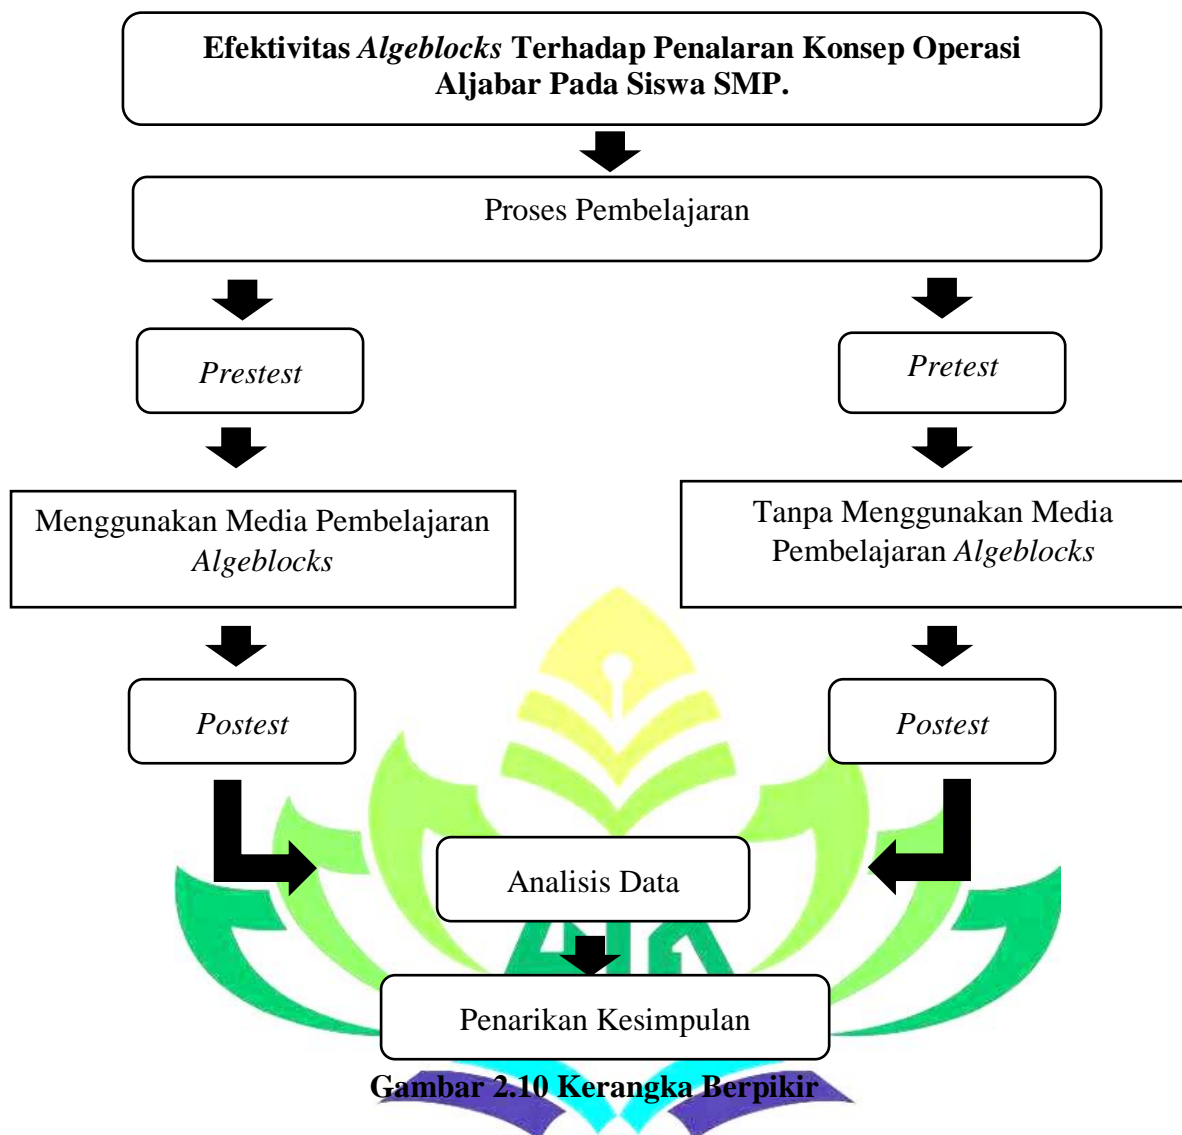 Efektivitas Algeblocks Terhadap Penalaran Konsep Operasi
Aljabar Pada Siswa SMP.
Proses Pembelajaran
Prestest
Pretest
Menggunakan Media Pembelajaran
Algeblocks
Tanpa Menggunakan Media
Pembelajaran Algeblocks
Postest
Postest
Analisis Data
Penarikan Kesimpulan
Gambar 2.10 Kerangka Berpikir